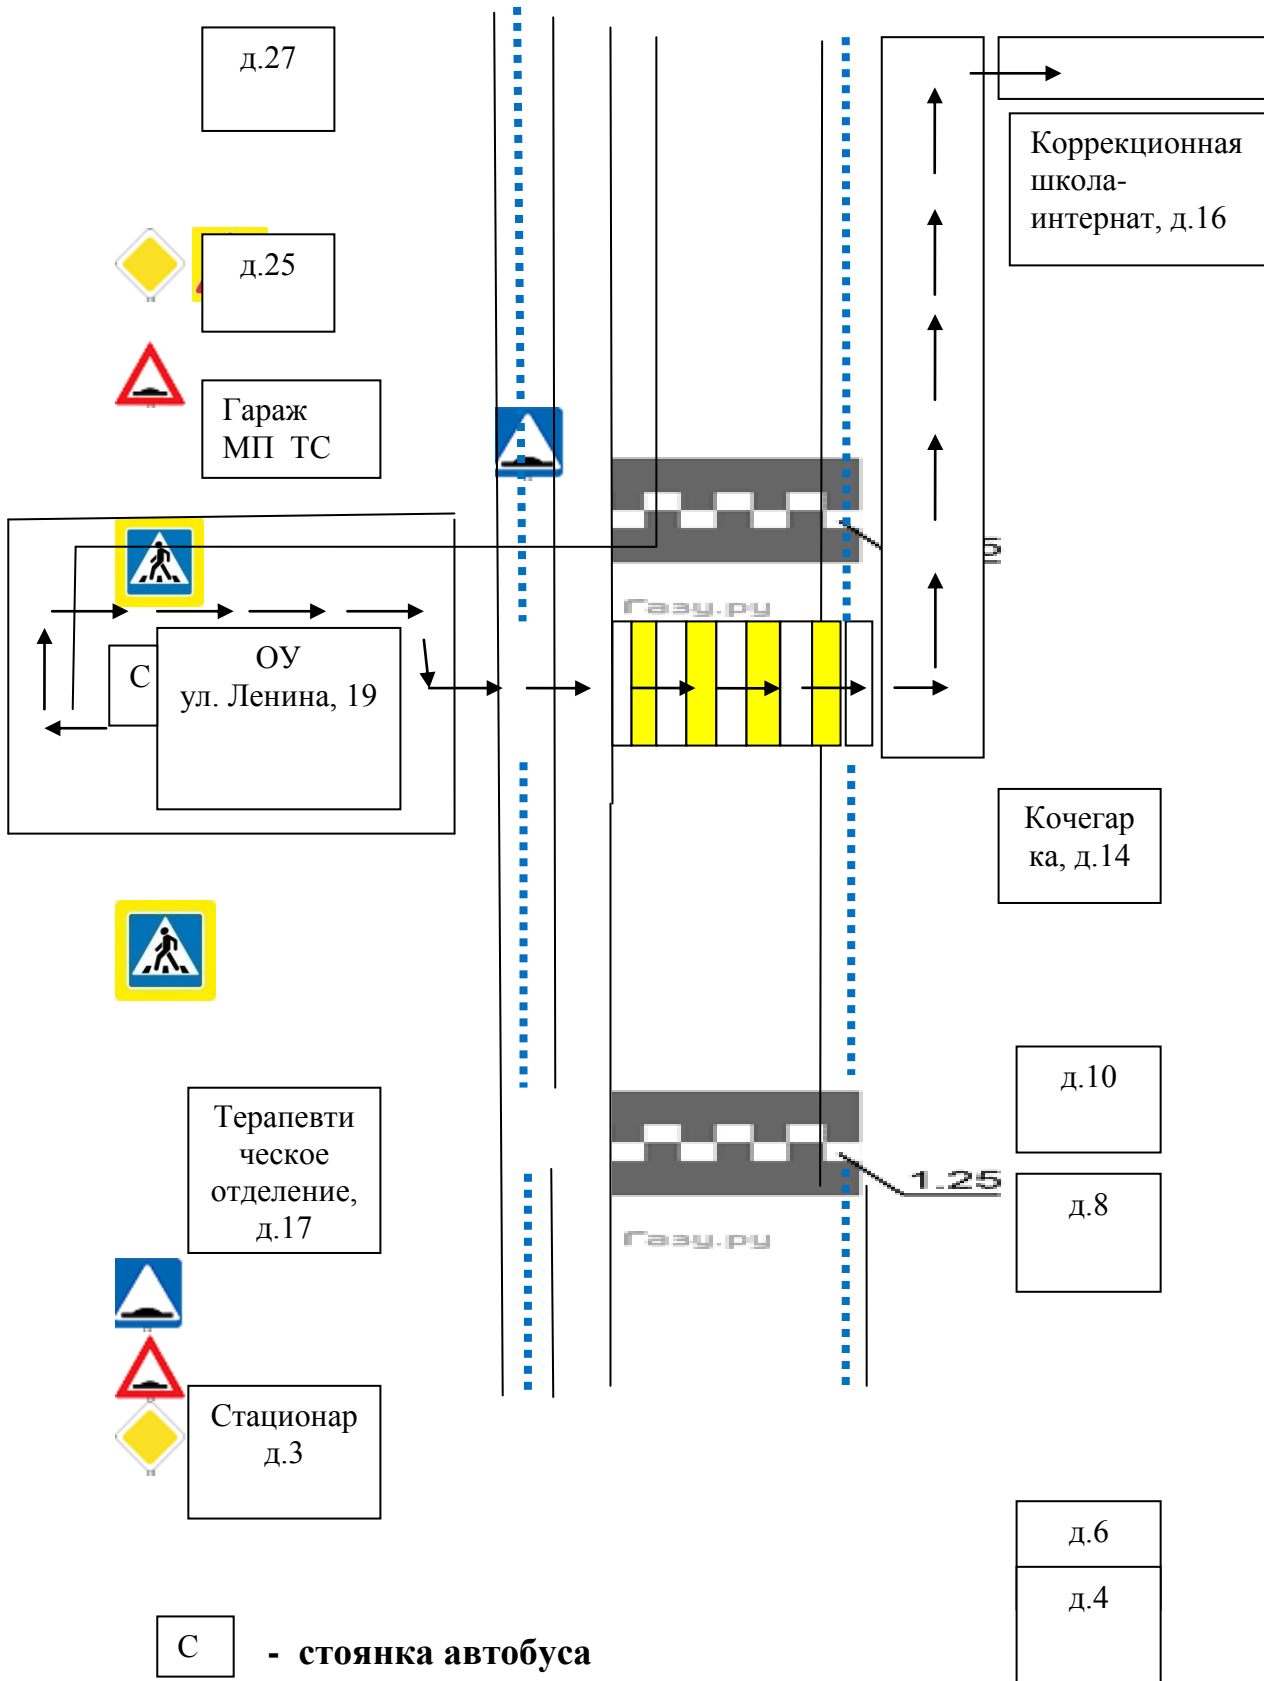 д.27
Коррекционная
школа-
интернат, д.16
д.25
Гараж
МП ТС
5
Газу.ру
С
ОУ
ул. Ленина, 19
Кочегар
ка, д.14
д.10
Терапевти
ческое
отделение,
д.17
1.25
д.8
Газу.ру
Стационар
д.3
д.6
д.4
С - стоянка автобуса